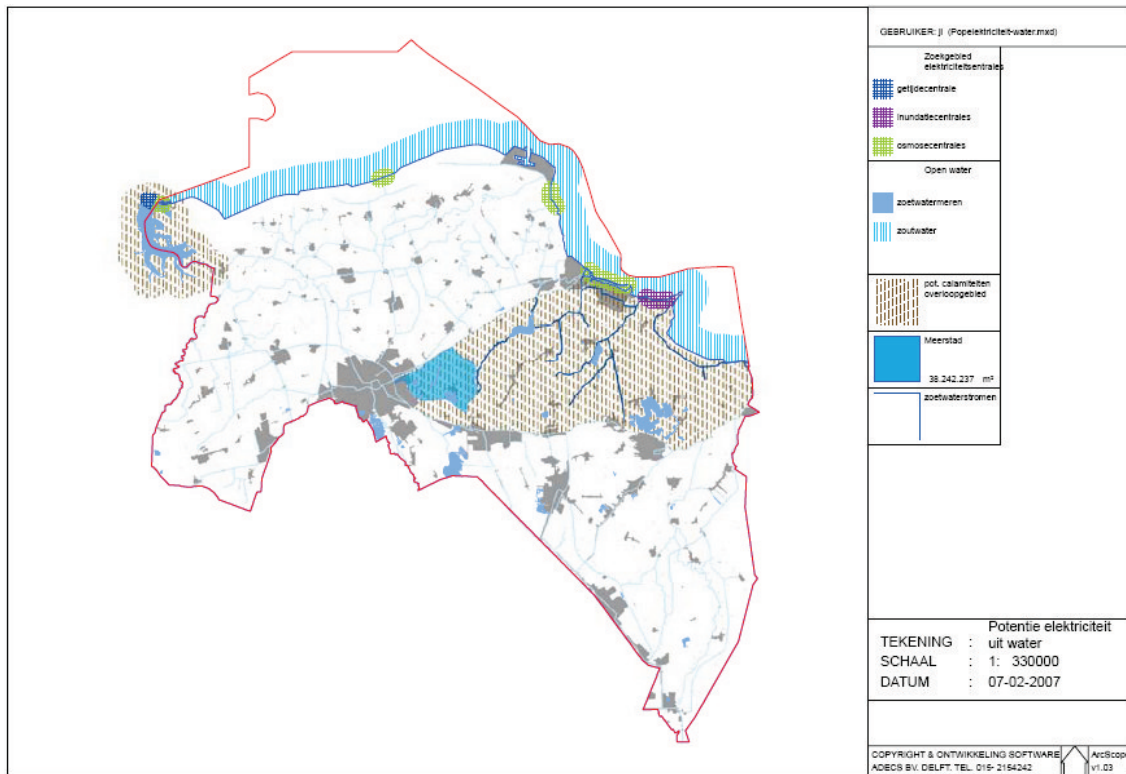 GEBRUIKER: jl (Popelektriciteit-water.mxd)
Zoekgebied
elektriciteitsentrales
getijdecentrale
inundatiecentrales
osmosecentrales
Open water
zoetwatermeren
zoutwater
pot. calamiteiten
overloopgebied
Meerstad
38.242.237 m²
zoetwaterstromen
Potentie elektriciteit
TEKENING : uit water
SCHAAL : 1: 330000
DATUM : 07-02-2007
COPYRIGHT & ONTWIKKELING SOFTWARE
ADECS BV. DELFT. TEL. 015- 2154242
ArcScope
v1.03